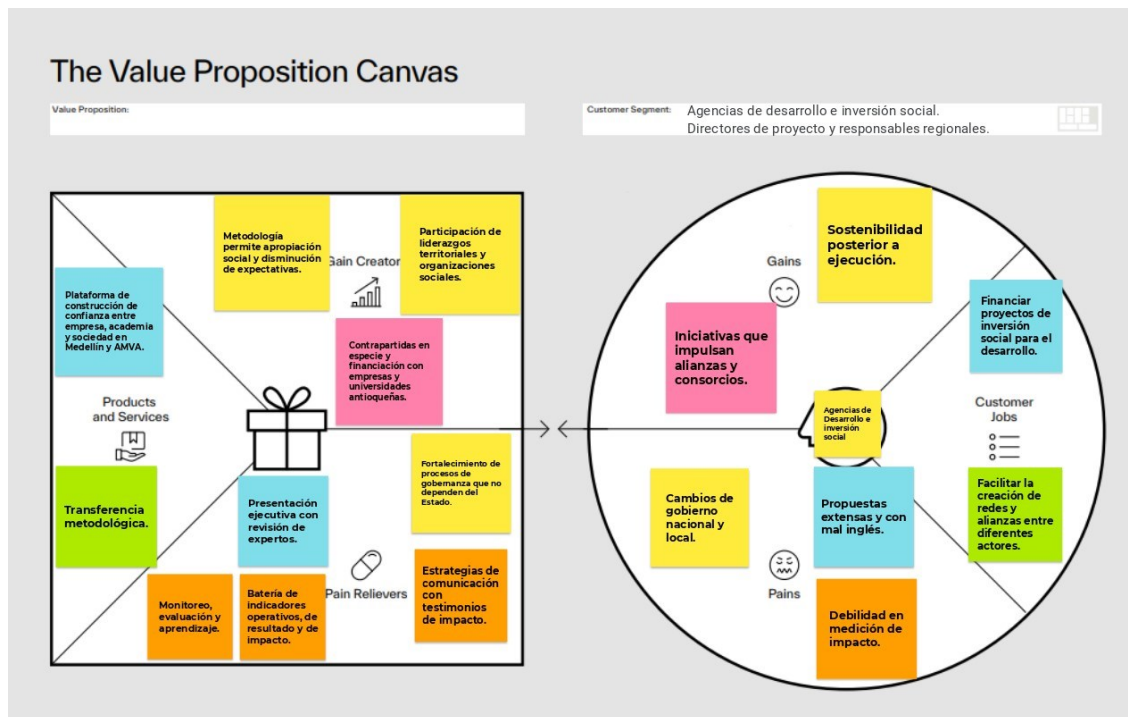 The Value Proposition Canvas
Value Proposition:
Customer Segment:
Agencias de desarrollo e inversión social.
Directores de proyecto y responsables regionales.
Metodología
permite apropiación
social y disminución
de expectativas.
Gain Creator
Participación de
liderazgos
territoriales y
organizaciones
sociales.
Plataforma de
construcción de
confianza entre
empresa, academia
y sociedad en
Medellín y AMVA.
Contrapartidas en
especie y
financiación con
empresas y
universidades
antioqueñas.
Products
and Services
Fortalecimiento de
procesos de
gobernanza que no
dependen del
Estado.
Transferencia
metodológica.
Presentación
ejecutiva con
revisión de
expertos.
Estrategias de
comunicación
con
testimonios
de impacto.
Pain Relievers
Monitoreo,
evaluación y
aprendizaje.
Batería de
indicadores
operativos, de
resultado y de
impacto.
Sostenibilidad
posterior a
ejecución.
Gains
Iniciativas que
impulsan
alianzas y
consorcios.
Financiar
proyectos de
inversión
social para el
desarrollo.
Agencias de
Desarrollo e
inversión
social
Customer
Jobs
Cambios de
gobierno
nacional y
local.
Propuestas
extensas y con
mal inglés.
Facilitar la
creación de
redes y
alianzas entre
diferentes
actores.
Pains
Debilidad en
medición de
impacto.